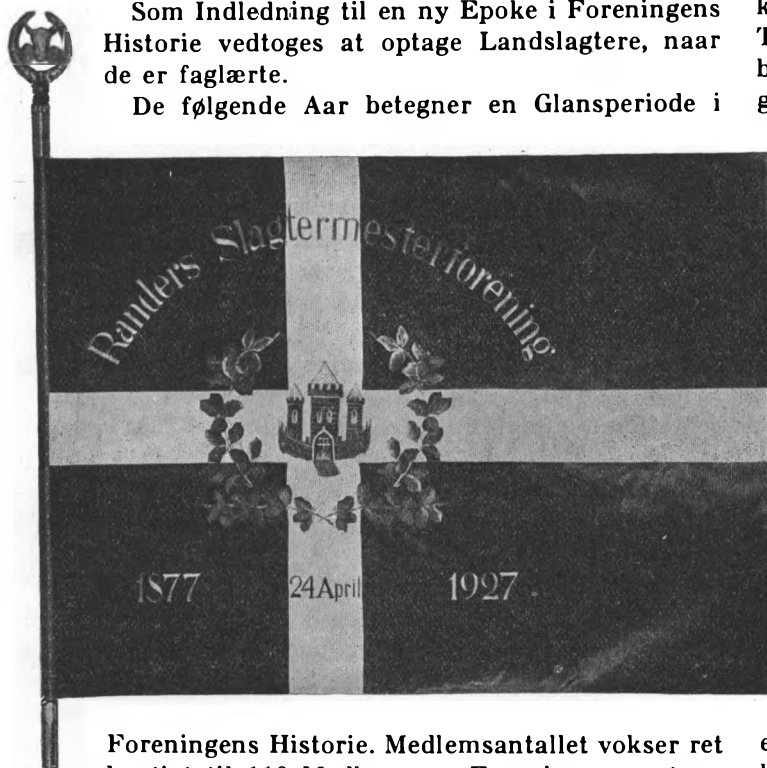 Som Indledning til en ny Epoke i Foreningens
Historie vedtoges at optage Landslagtere, naar
de er faglærte.
De følgende Aar betegner en Glansperiode i
Randers Slagtermesterforening
1877 24 April 1927
Foreningens Historie. Medlemsantallet vokser ret